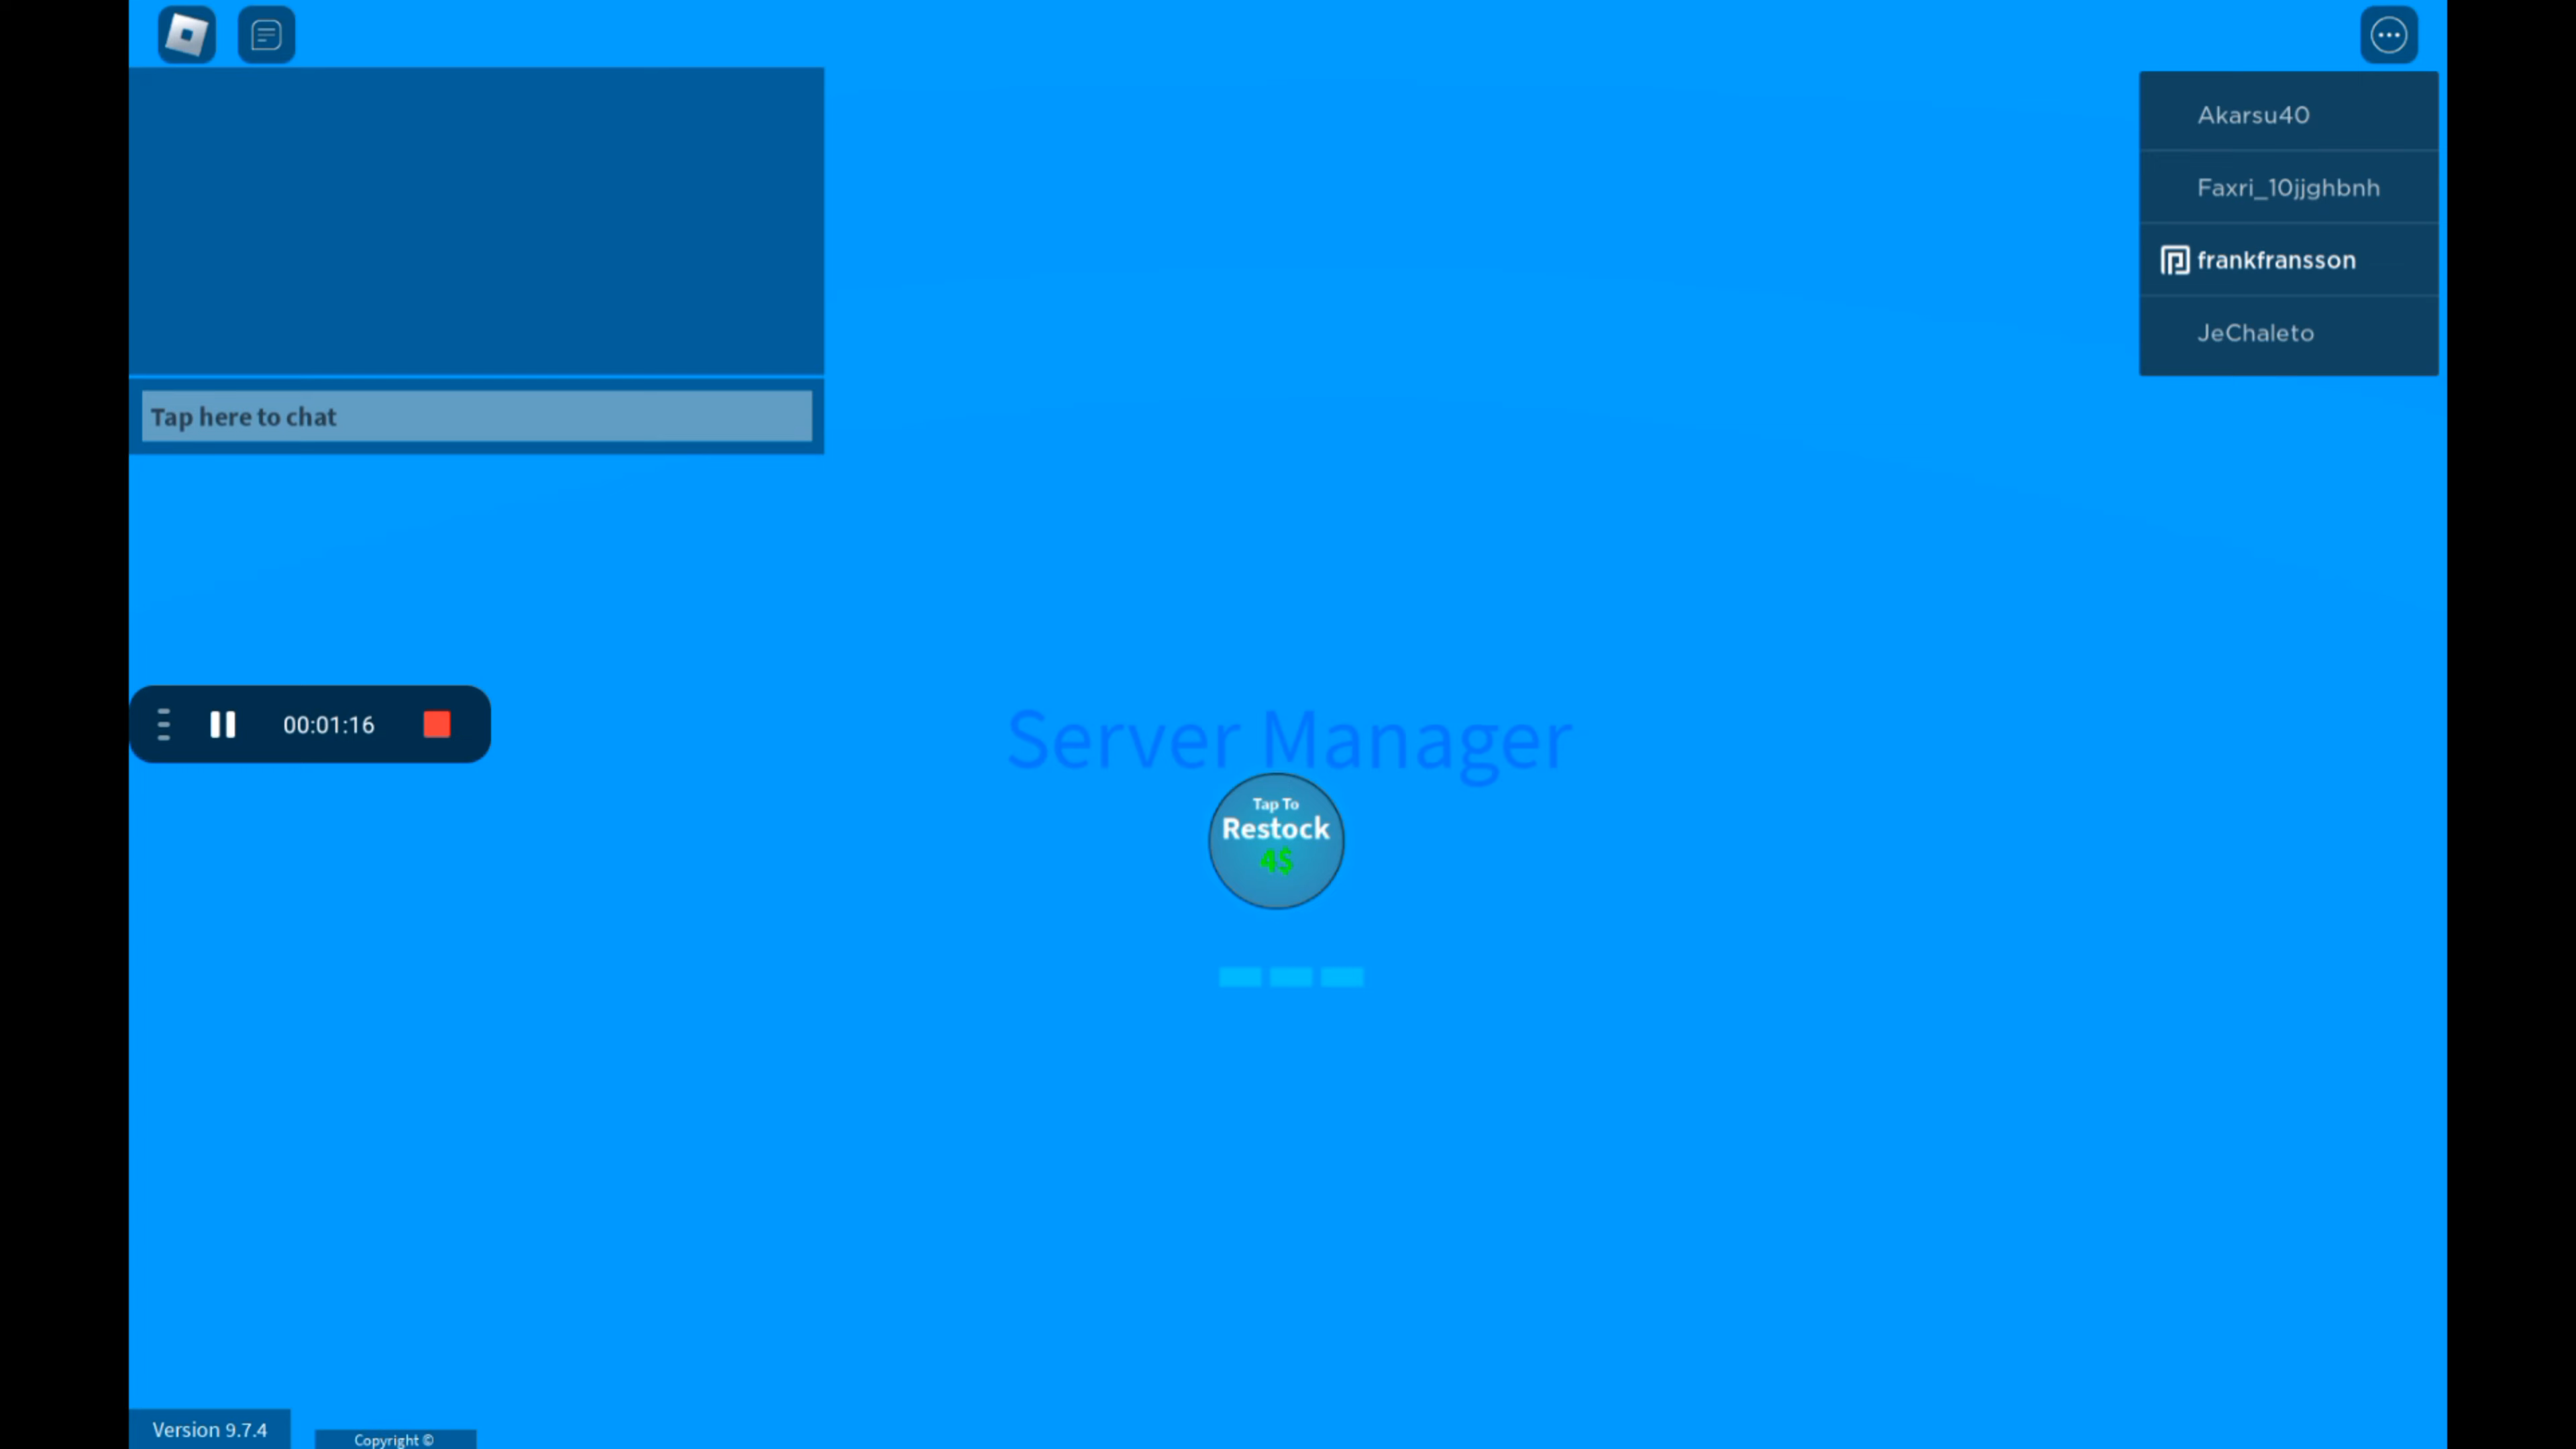 Akarsu40
Faxri_10jjghbnh
frankfransson
JeChaleto
Tap here to chat
00:01:16
Server Manager
Tap To
Restock
4$
Version 9.7.4
Copyright ©